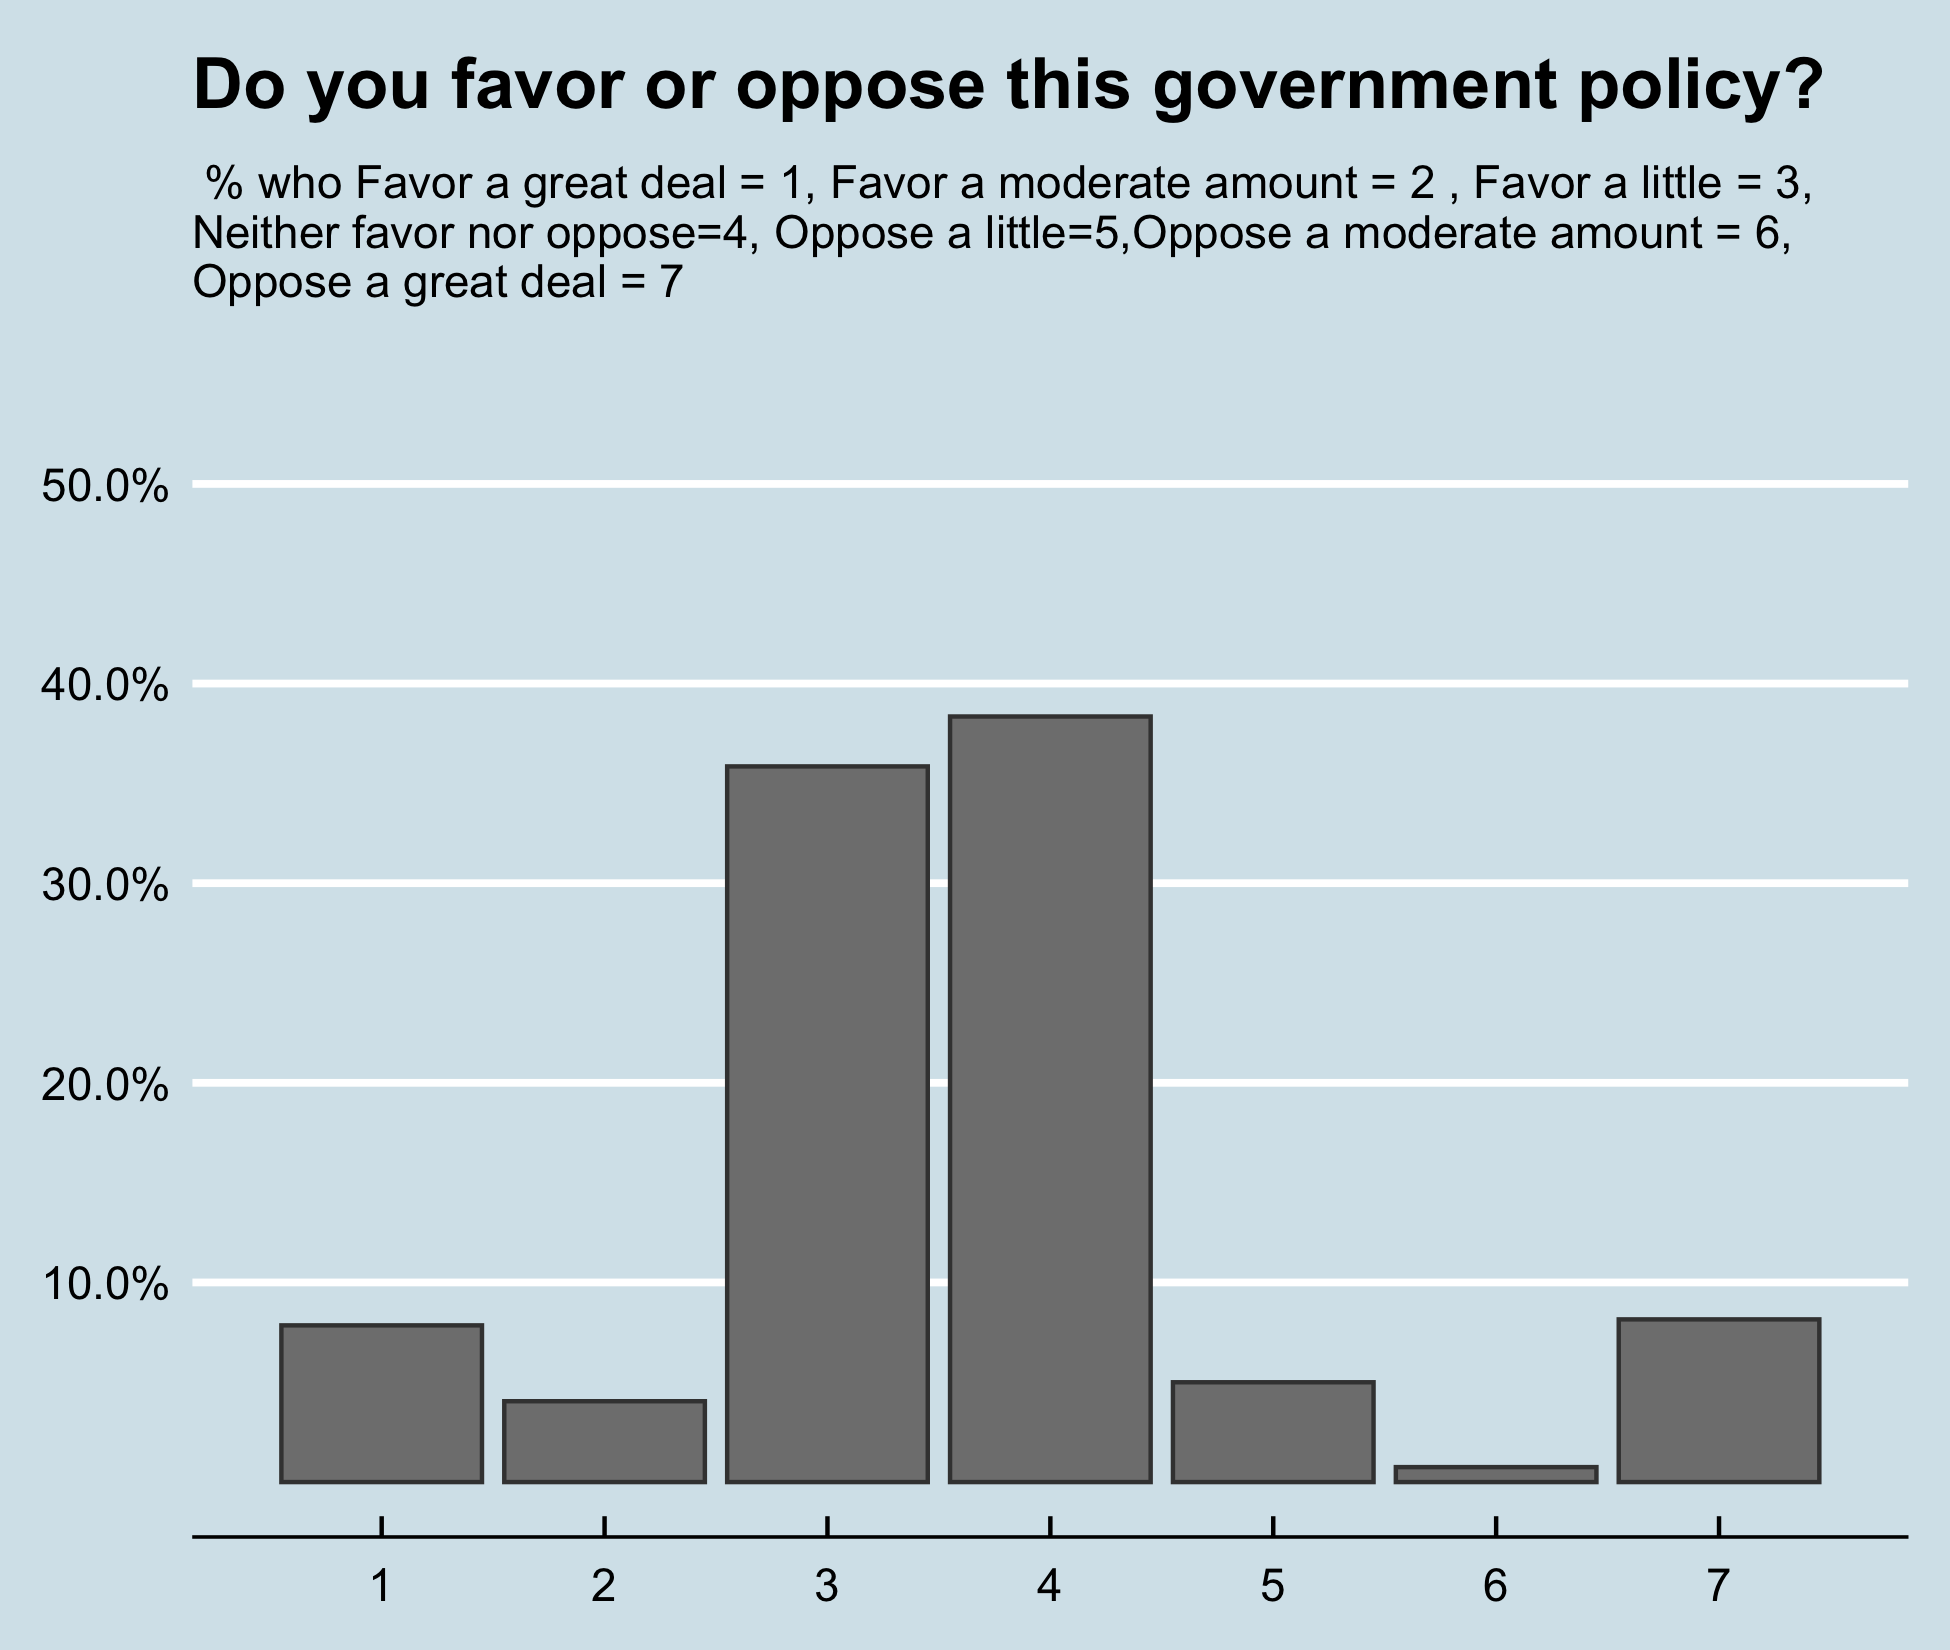 Do you favor or oppose this government policy?
% who Favor a great deal = 1, Favor a moderate amount = 2 , Favor a little = 3,
Neither favor nor oppose=4, Oppose a little=5,Oppose a moderate amount = 6,
Oppose a great deal = 7
50.0%
40.0%
30.0%
20.0%
10.0%
1 2 3 4 5 6 7